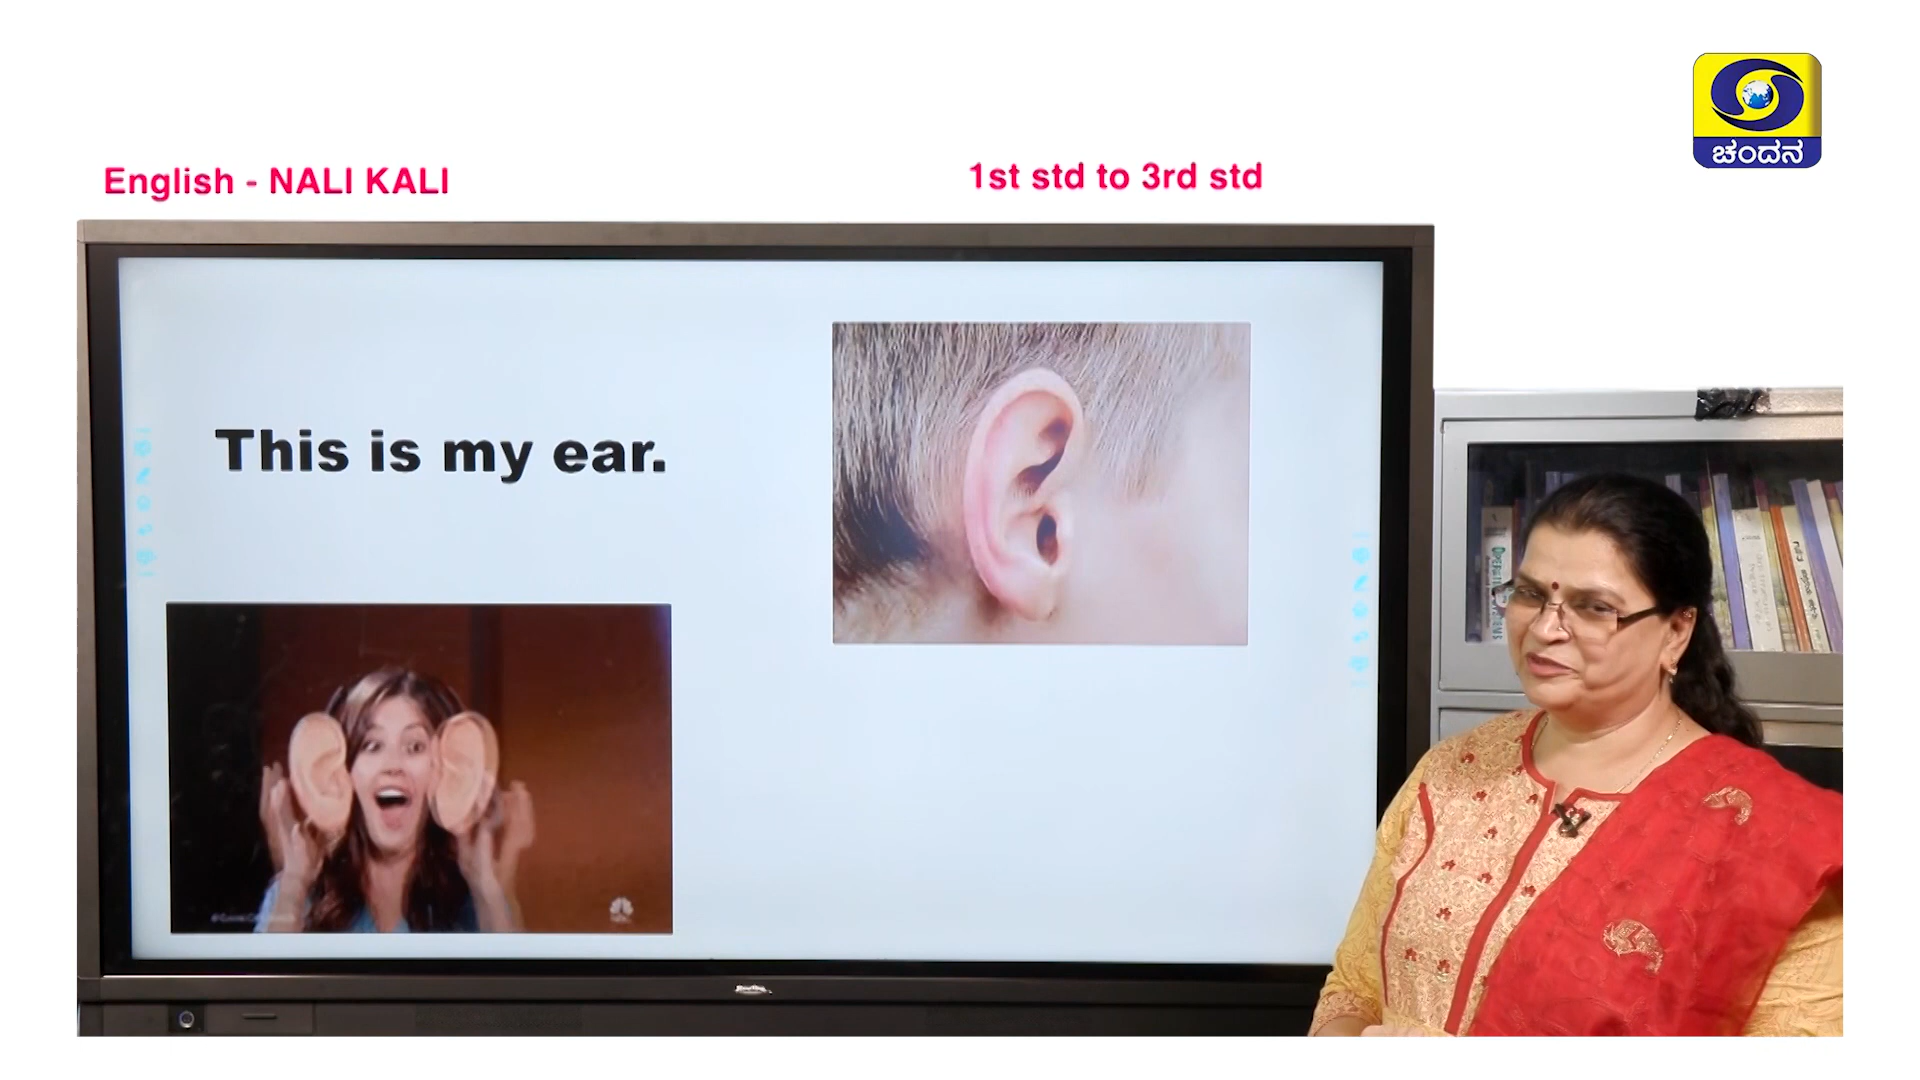 ಚಂದನ
English - NALI KALI
1st std to 3rd std
This is my ear.